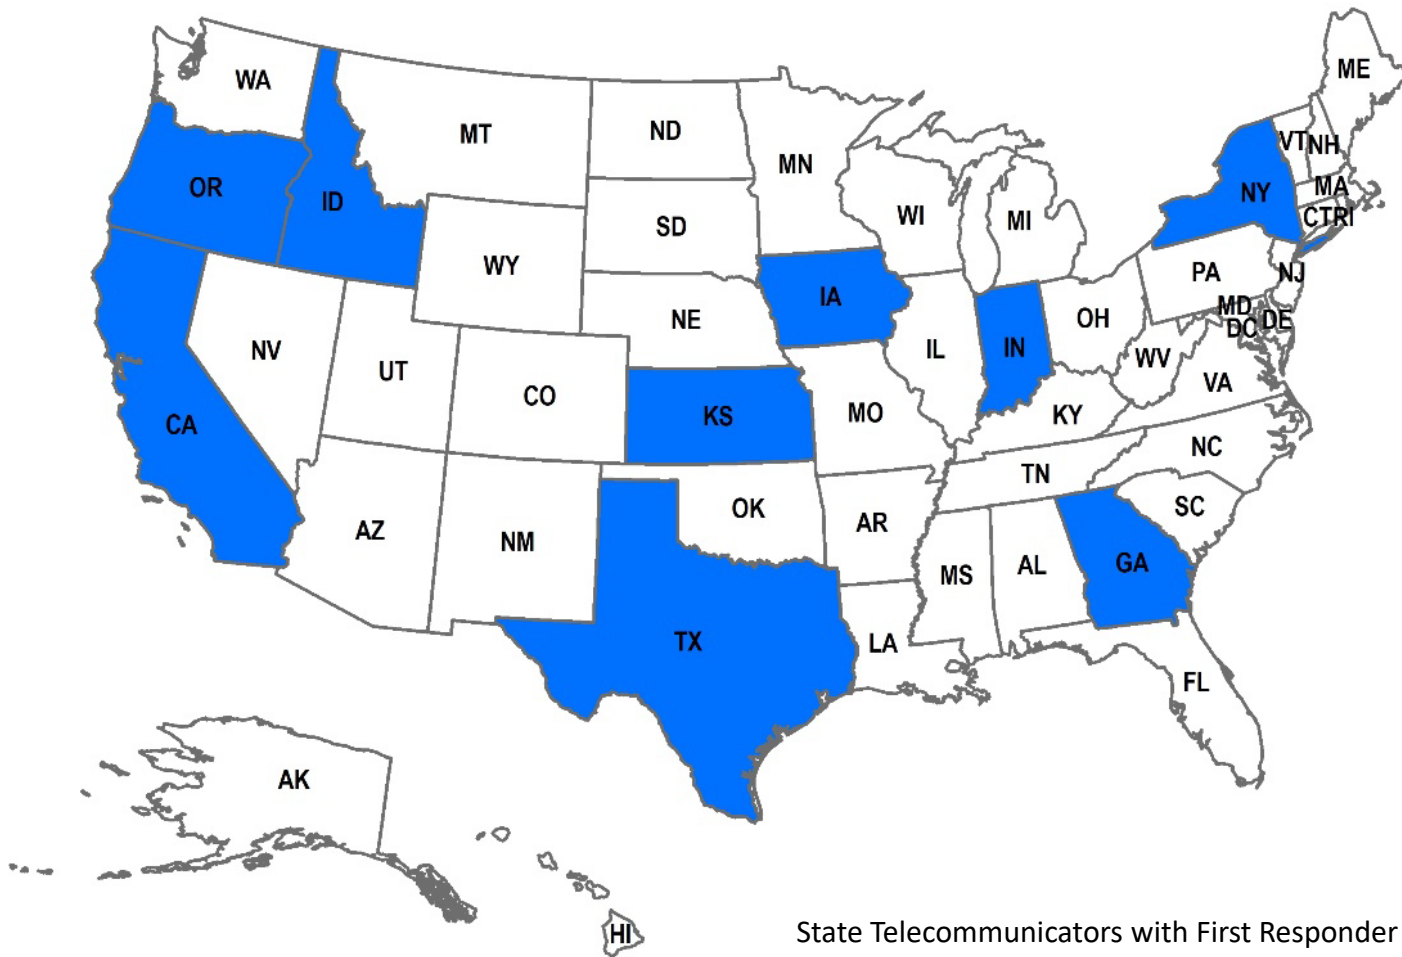 WA
MT
ND
MN
ME
VT
NH
OR
ID
SD
WI
MI
NY
MA
CT
RI
WY
IA
NE
PA
NJ
NV
UT
CO
IL
IN
OH
MD
DC
DE
WV
VA
CA
KS
MO
KY
NC
TN
AZ
NM
OK
AR
SC
MS
AL
GA
TX
LA
FL
AK
HI
State Telecommunicators with First Responder